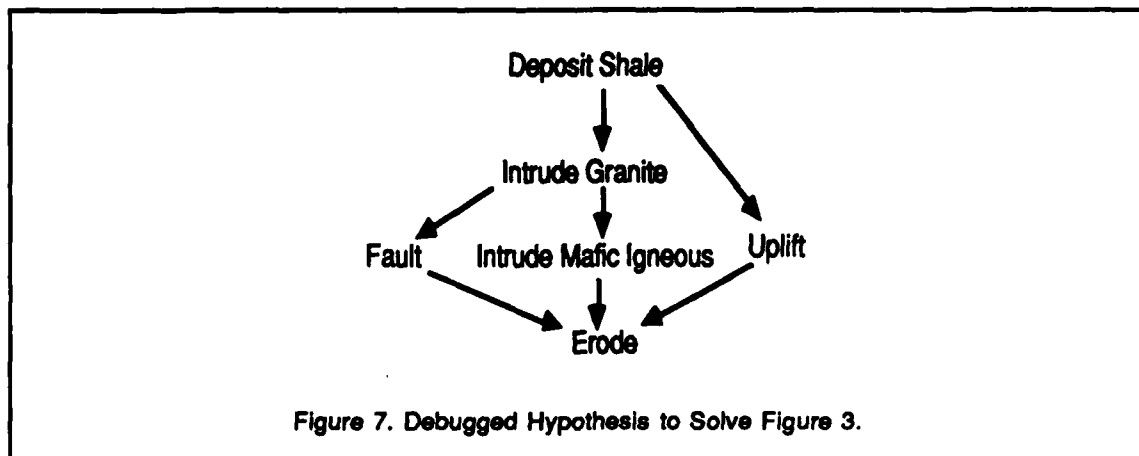 Deposit Shale
Intrude Granite
Fault
Intrude Mafic Igneous
Uplift
Erode
Figure 7. Debugged Hypothesis to Solve Figure 3.